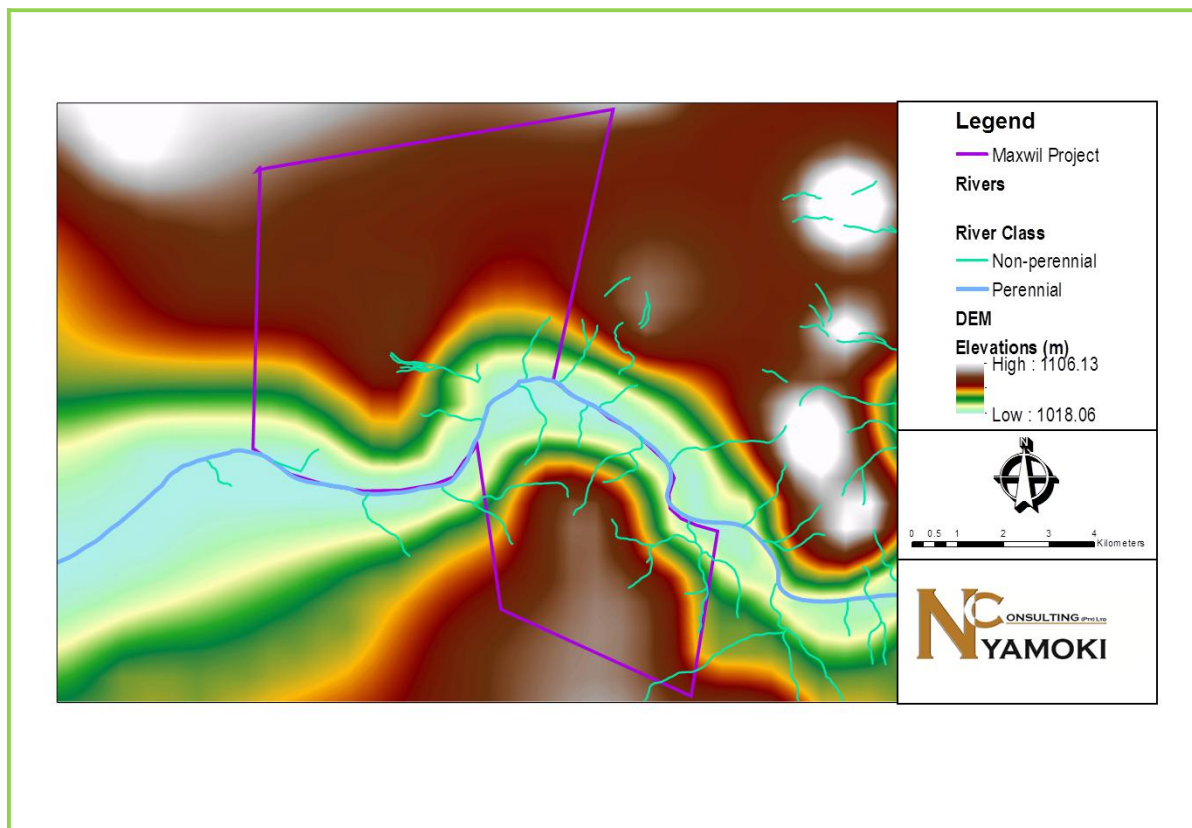 Legend
Maxwil Project
Rivers
River Class
Non-perennial
Perennial
DEM
Elevations (m)
High : 1106.13
Low : 1018.06
N
0 0.5 1 2 3 4
Kilometers
NC ONSULTING (Pvt) Ltd
YAMOKI